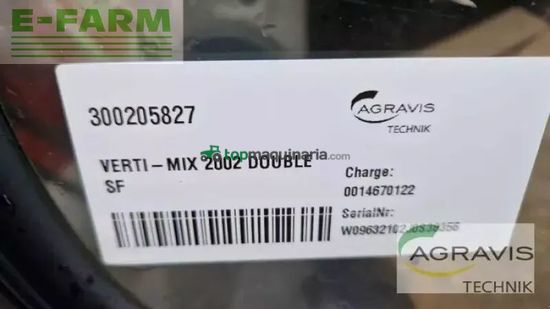 E-FARM
300205827
AGRAVIS
TECHNIK
topmaquinaria.com
VERTI-MIX 2002 DOUBLE
SF
Charge:
0014670122
SerialNr:
AGRAVIS
TECHNIK